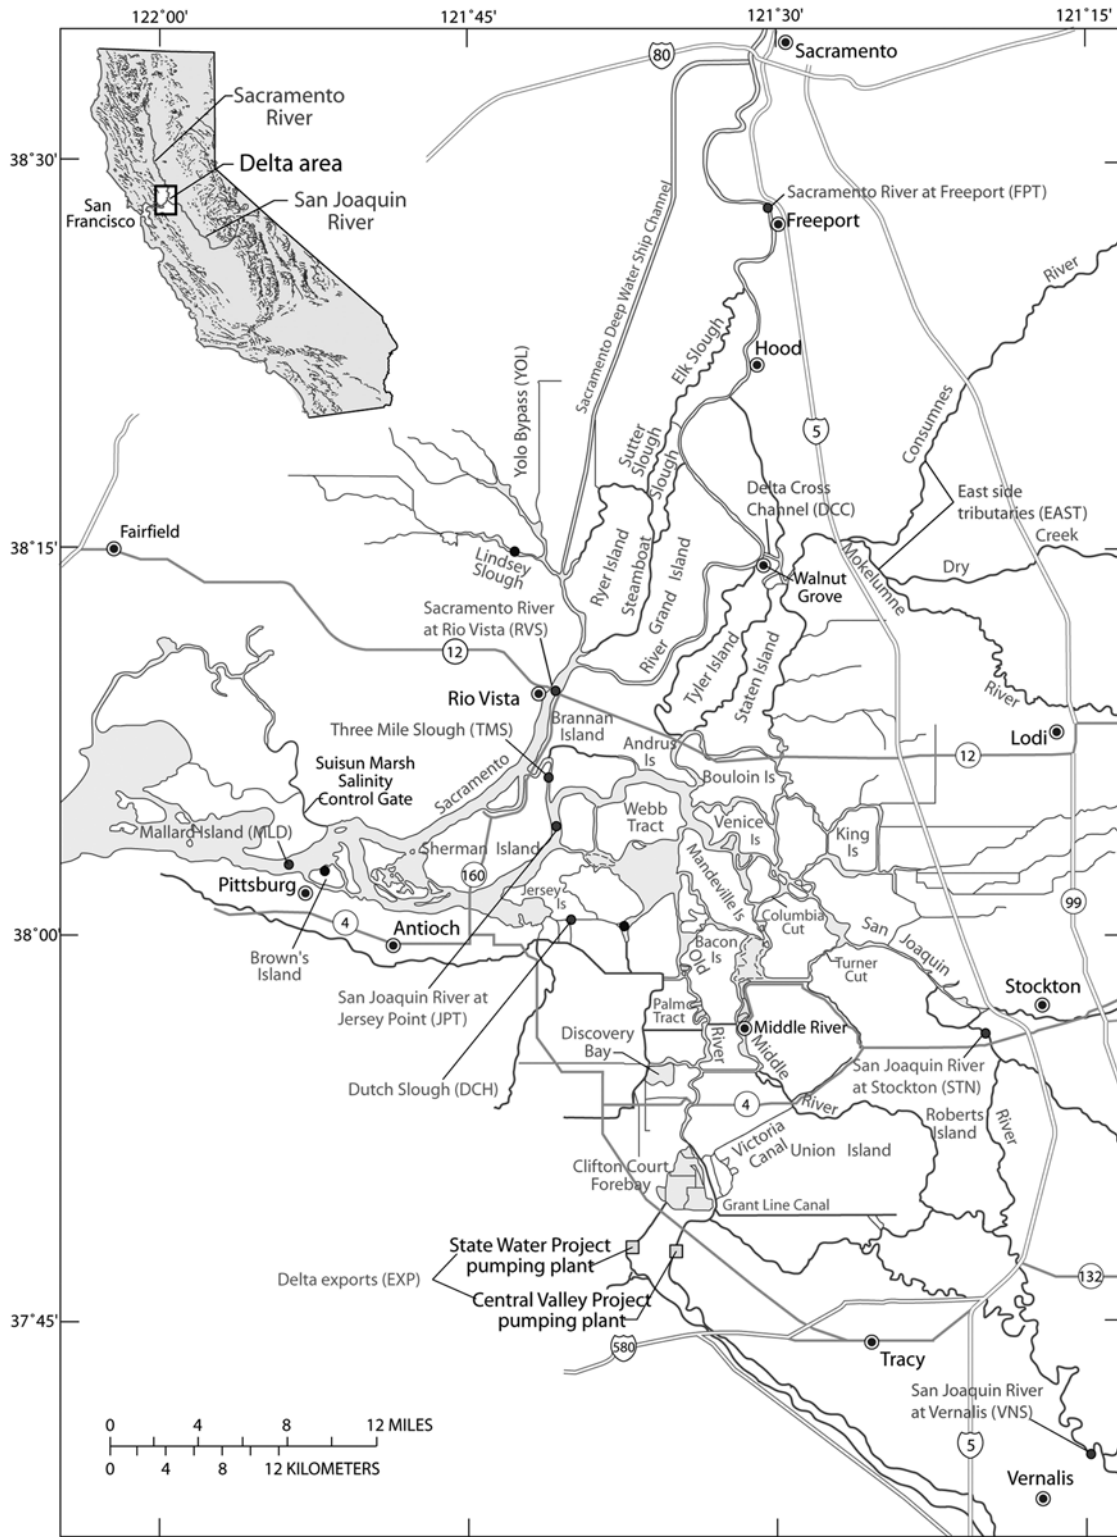 122°00'
121°45'
121°30'
121°15'
80
Sacramento
Sacramento
River
38°30'
Delta area
San
Francisco
San Joaquin
River
Sacramento Deep Water Ship Channel
Sacramento River at Freeport (FPT)
Freeport
River
Elk Slough
Hood
Yolo Bypass (YOL)
5
Consumnes
Sutter
Slough
Delta Cross
Channel (DCC)
East side
tributaries (EAST)
Creek
Fairfield
38°15'
Lindsey
Slough
Ryer Island
Steamboat
Slough
Grand Island
Walnut
Grove
Mokelumne
Dry
Sacramento River
at Rio Vista (RVS)
12
River
Tyler Island
Staten Island
River
Rio Vista
Brannan
Island
Lodi
Three Mile Slough (TMS)
Andrus
Is
12
Suisun Marsh
Salinity
Control Gate
Sacramento
Bouloin Is
Webb
Tract
Venice
Is
King
Is
Mallard Island (MLD)
Sherman Island
160
Mandeville Is
Pittsburg
Jersey
Is
99
4
Antioch
Columbia
Cut
San Joaquin
38°00'
Brown's
Island
Bacon
Is
Old
Turner
Cut
San Joaquin River at
Jersey Point (JPT)
Palm
Tract
Stockton
Discovery
Bay
River
Middle River
Middle
San Joaquin River
at Stockton (STN)
Dutch Slough (DCH)
4
River
Roberts
Island
River
Victoria
Canal
Union Island
Clifton Court
Forebay
Grant Line Canal
State Water Project
pumping plant
Delta exports (EXP)
132
Central Valley Project
pumping plant
37°45'
580
Tracy
San Joaquin River
at Vernalis (VNS)
0 4 8 12 MILES
0 4 8 12 KILOMETERS
5
Vernalis